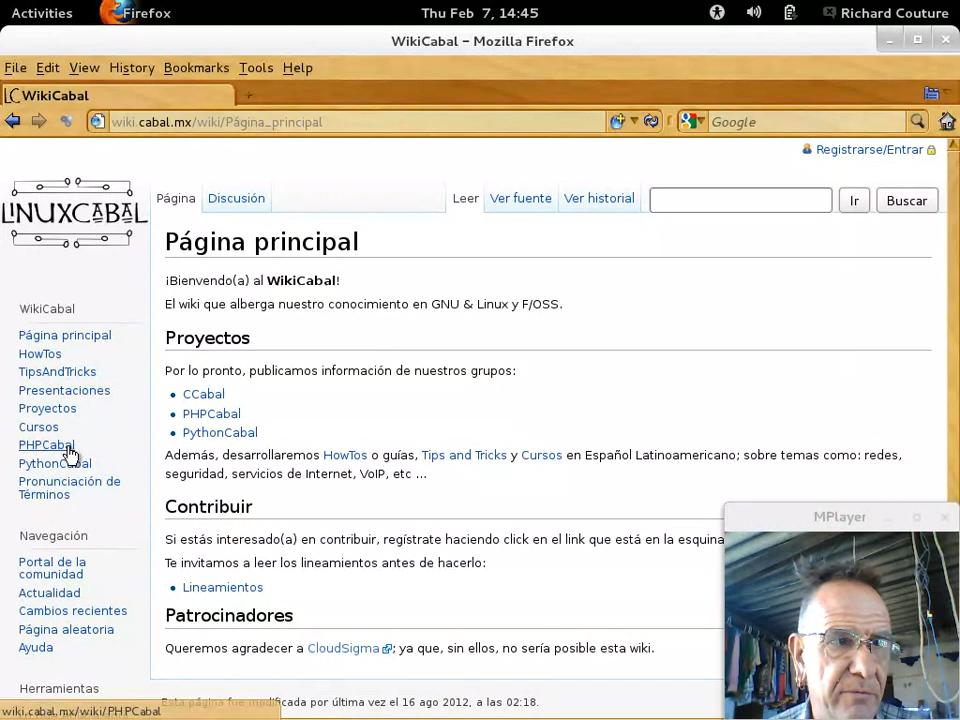 Activities Firefox Thu Feb 7, 14:45 Richard Couture
WikiCabal – Mozilla Firefox
File Edit View History Bookmarks Tools Help
WikiCabal
wiki.cabal.mx/wiki/Página_principal Google
Registrarse/Entrar
LINUXCABAL
Página Discusión Leer Ver fuente Ver historial Ir Buscar
Página principal
¡Bienvenido(a) al WikiCabal!
El wiki que alberga nuestro conocimiento en GNU & Linux y F/OSS.
Proyectos
Por lo pronto, publicamos información de nuestros grupos:
CCabal
PHPCabal
PythonCabal
Además, desarrollaremos HowTos o guías, Tips and Tricks y Cursos en Español Latinoamericano; sobre temas como: redes,
seguridad, servicios de Internet, VoIP, etc ...
Contribuir
Si estás interesado(a) en contribuir, regístrate haciendo click en el link que está en la esquina
Te invitamos a leer los lineamientos antes de hacerlo:
Lineamientos
Patrocinadores
Queremos agradecer a CloudSigma; ya que, sin ellos, no sería posible esta wiki.
Esta página fue modificada por última vez el 16 ago 2012, a las 02:18.
WikiCabal
Página principal
HowTos
TipsAndTricks
Presentaciones
Proyectos
Cursos
PHPCabal
PythonCabal
Pronunciación de
Términos
Navegación
Portal de la
comunidad
Actualidad
Cambios recientes
Página aleatoria
Ayuda
Herramientas
wiki.cabal.mx/wiki/PHPCabal
MPlayer